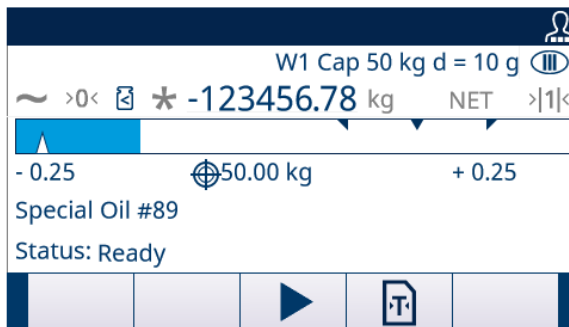 W1 Cap 50 kg d = 10 g III
~ >0< * -123456.78 kg NET >|1|<
- 0.25 50.00 kg + 0.25
Special Oil #89
Status: Ready
T